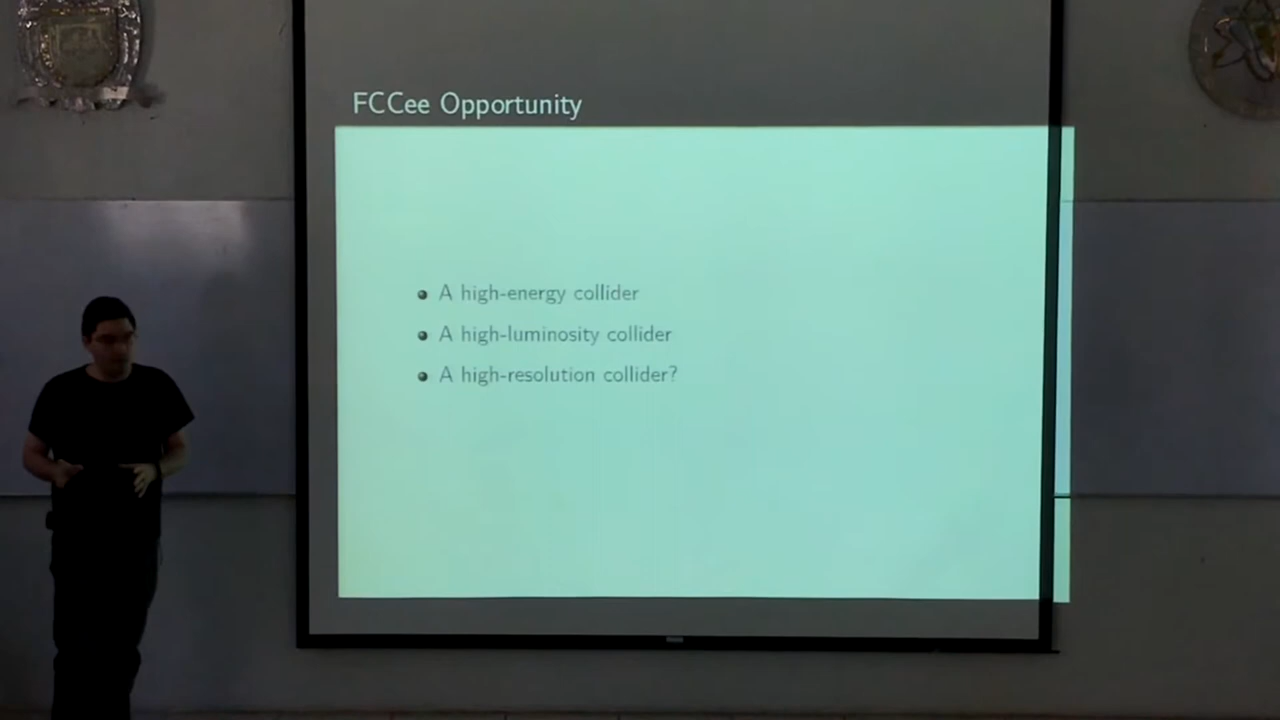 FCCee Opportunity
A high-energy collider
A high-luminosity collider
A high-resolution collider?